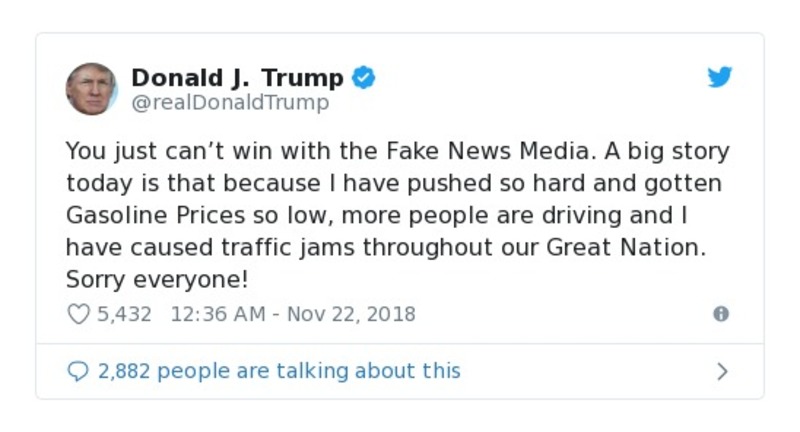 Donald J. Trump
@realDonaldTrump
You just can’t win with the Fake News Media. A big story
today is that because I have pushed so hard and gotten
Gasoline Prices so low, more people are driving and I
have caused traffic jams throughout our Great Nation.
Sorry everyone!
5,432 12:36 AM - Nov 22, 2018
2,882 people are talking about this